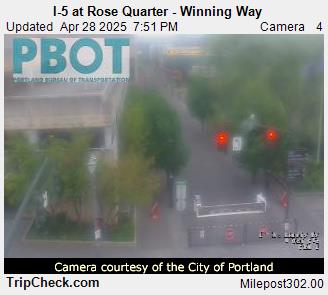 I-5 at Rose Quarter - Winning Way
Updated Apr 28 2025 7:51 PM Camera 4
PBOT
PORTLAND BUREAU OF TRANSPORTATION
Camera courtesy of the City of Portland
TripCheck.com Milepost302.00